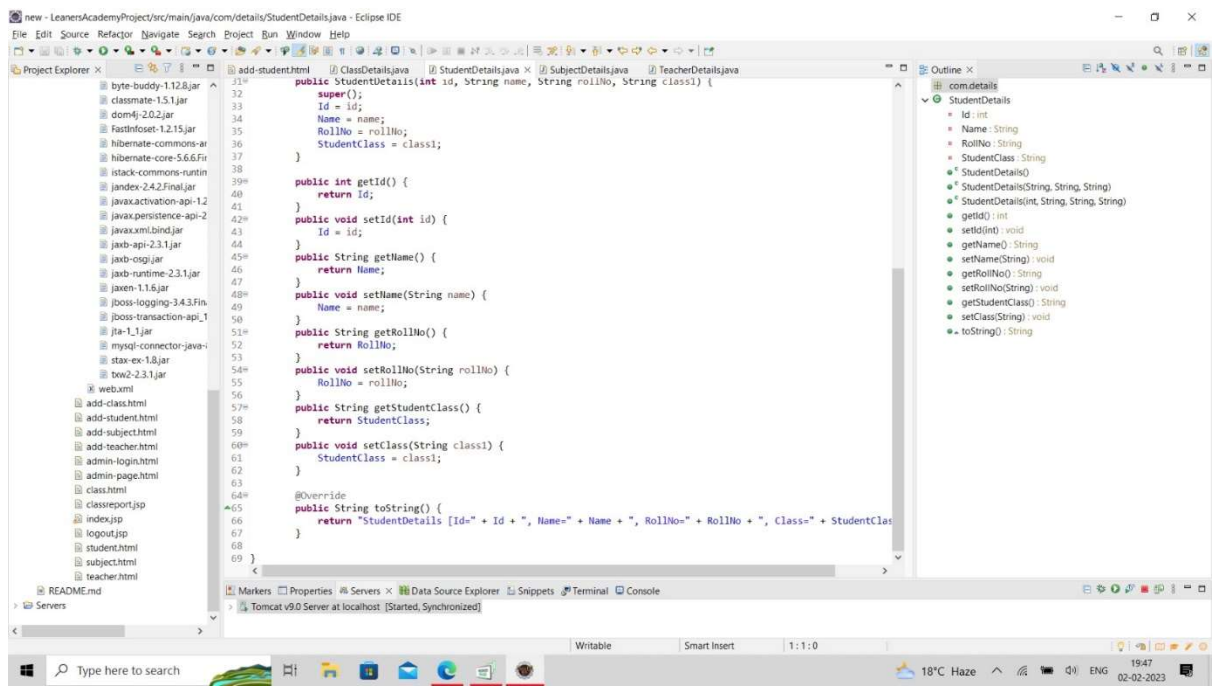 new - LeanersAcademyProject/src/main/java/com/details/StudentDetails.java - Eclipse IDE
File Edit Source Refactor Navigate Search Project Run Window Help
Project Explorer
byte-buddy-1.12.8.jar
classmate-1.5.1.jar
dom4j-2.0.2.jar
FastInfoset-1.2.15.jar
hibernate-commons-an
hibernate-core-5.6.6.Fir
istack-commons-runtin
jandex-2.4.2.Final.jar
javax.activation-api-1.2
javax.persistence-api-2
javax.xml.bind.jar
jaxb-api-2.3.1.jar
jaxb-osgi.jar
jaxb-runtime-2.3.1.jar
jaxen-1.1.6.jar
jboss-logging-3.4.3.Fin
jboss-transaction-api_1
jta-1_1.jar
mysql-connector-java-
stax-ex-1.8.jar
txw2-2.3.1.jar
web.xml
add-class.html
add-student.html
add-subject.html
add-teacher.html
admin-login.html
admin-page.html
class.html
classreport.jsp
index.jsp
logout.jsp
student.html
subject.html
teacher.html
README.md
Servers
add-student.html ClassDetails.java StudentDetails.java SubjectDetails.java TeacherDetails.java
31 public StudentDetails(int id, String name, String rollNo, String class1) {
32 super();
33 Id = id;
34 Name = name;
35 RollNo = rollNo;
36 StudentClass = class1;
37 }
38
39 public int getId() {
40 return Id;
41 }
42 public void setId(int id) {
43 Id = id;
44 }
45 public String getName() {
46 return Name;
47 }
48 public void setName(String name) {
49 Name = name;
50 }
51 public String getRollNo() {
52 return RollNo;
53 }
54 public void setRollNo(String rollNo) {
55 RollNo = rollNo;
56 }
57 public String getStudentClass() {
58 return StudentClass;
59 }
60 public void setClass(String class1) {
61 StudentClass = class1;
62 }
63
64 @Override
65 public String toString() {
66 return "StudentDetails [Id=" + Id + ", Name=" + Name + ", RollNo=" + RollNo + ", Class=" + StudentClas
67 }
68
69 }
Outline
com.details
StudentDetails
Id : int
Name : String
RollNo : String
StudentClass : String
StudentDetails()
StudentDetails(String, String, String)
StudentDetails(int, String, String, String)
getId() : int
setId(int) : void
getName() : String
setName(String) : void
getRollNo() : String
setRollNo(String) : void
getStudentClass() : String
setClass(String) : void
toString() : String
Markers Properties Servers Data Source Explorer Snippets Terminal Console
Tomcat v9.0 Server at localhost [Started, Synchronized]
Writable Smart Insert 1 : 1 : 0
Type here to search
18°C Haze ENG 19:47
02-02-2023